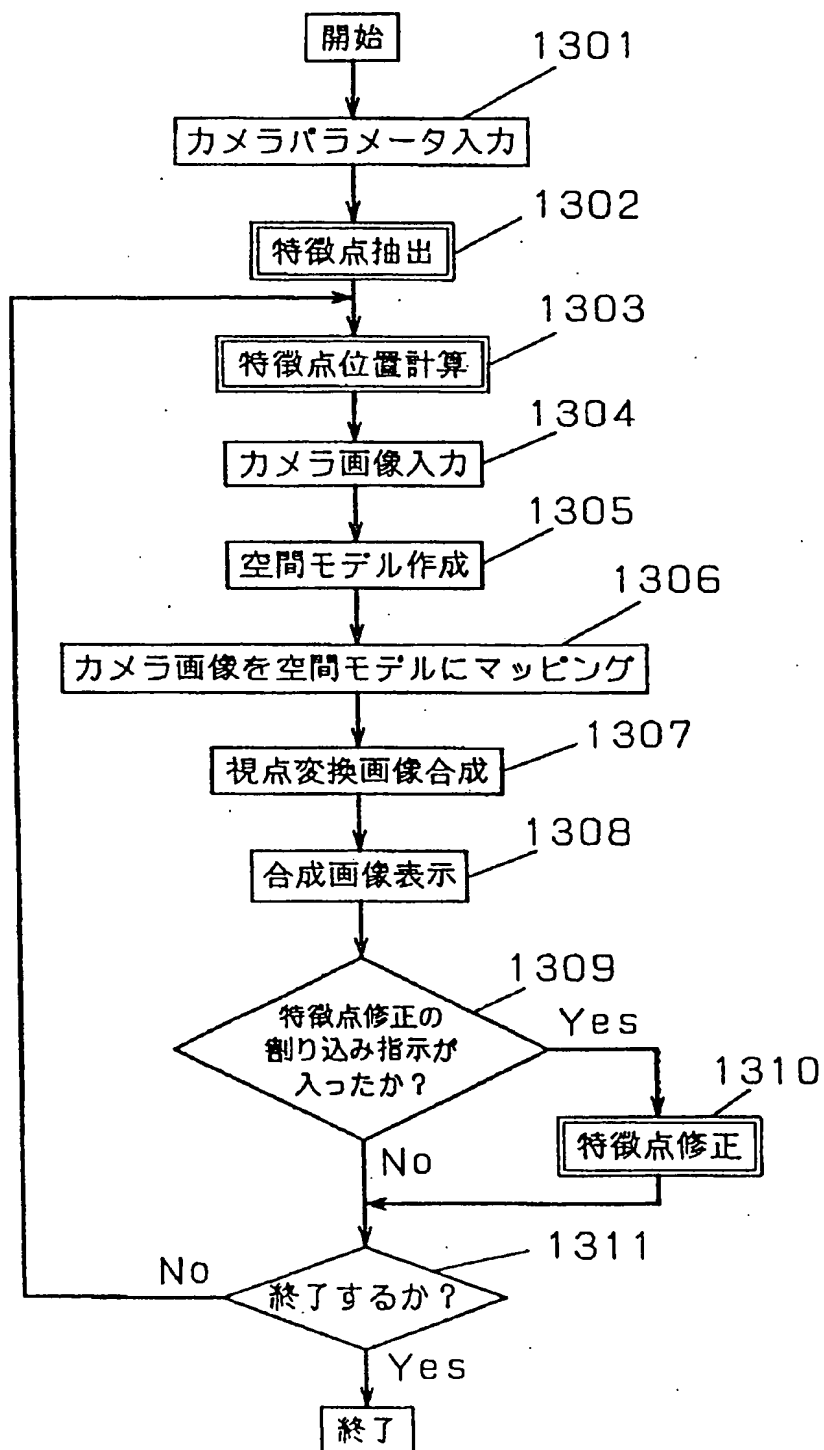 開始
1301
カメラパラメータ入力
1302
特徴点抽出
1303
特徴点位置計算
1304
カメラ画像入力
1305
空間モデル作成
1306
カメラ画像を空間モデルにマッピング
1307
視点変換画像合成
1308
合成画像表示
1309
特徴点修正の
割り込み指示が
入ったか？
Yes
1310
特徴点修正
No
1311
No
終了するか？
Yes
終了